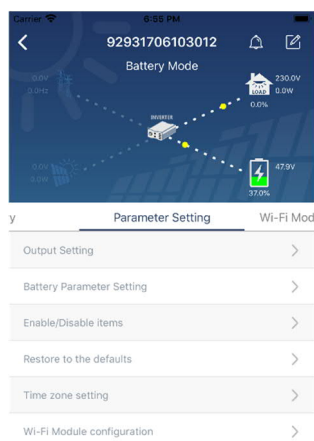 Carrier 6:55 PM
92931706103012
Battery Mode
0.0V
0.0Hz
230.0V
LOAD 0.0W
0.0%
INVERTER
0.0V
0.0W
47.9V
37.0%
y Parameter Setting Wi-Fi Mod
Output Setting
Battery Parameter Setting
Enable/Disable items
Restore to the defaults
Time zone setting
Wi-Fi Module configuration